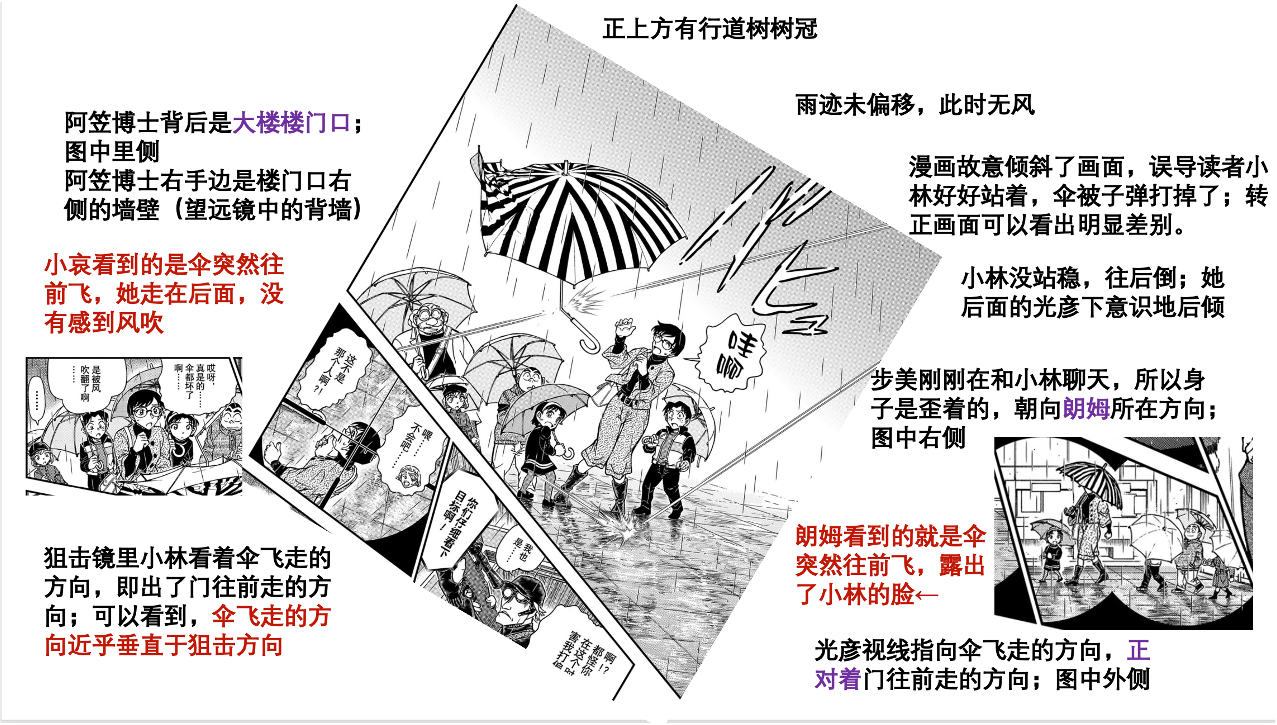 正上方有行道树树冠
雨迹未偏移，此时无风
阿笠博士背后是大楼楼门口；
图中里侧
阿笠博士右手边是楼门口右
侧的墙壁（望远镜中的背墙）
漫画故意倾斜了画面，误导读者小
林好好站着，伞被子弹打掉了；转
正画面可以看出明显差别。
小哀看到的是伞突然往
前飞，她走在后面，没
有感到风吹
小林没站稳，往后倒；她
后面的光彦下意识地后倾
哇
啊
步美刚刚在和小林聊天，所以身
子是歪着的，朝向朗姆所在方向；
图中右侧
哎呀，
真是的……
伞都坏了
啊……
是被风
吹翻了啊
……
……
这不是
那个人啊?!
喂……
不会吧……
你们仔细看下
目标啊！
我也
是……
啊!?
都怪你
在这个
害我打
狙击镜里小林看着伞飞走的
方向，即出了门往前走的方
向；可以看到，伞飞走的方
向近乎垂直于狙击方向
朗姆看到的就是伞
突然往前飞，露出
了小林的脸←
光彦视线指向伞飞走的方向，正
对着门往前走的方向；图中外侧